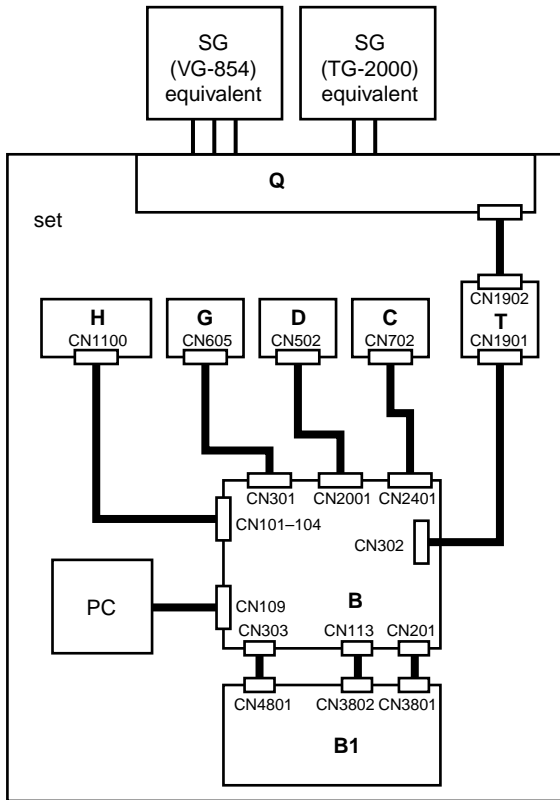 SG
(VG-854)
equivalent
SG
(TG-2000)
equivalent
Q
set
CN1902
T
CN1901
H
CN1100
G
CN605
D
CN502
C
CN702
CN301
CN2001
CN2401
CN101–104
CN302
PC
CN109
B
CN303
CN113
CN201
CN4801
CN3802
CN3801
B1